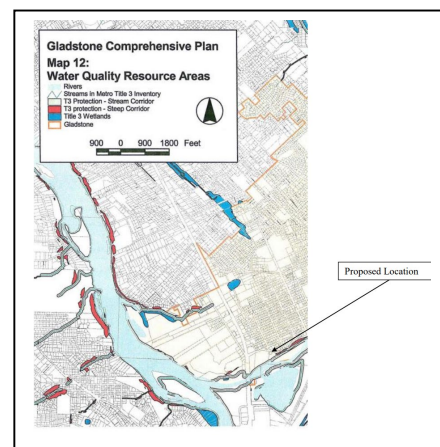 Gladstone Comprehensive Plan
Map 12:
Water Quality Resource Areas
Rivers
Streams in Metro Title 3 Inventory
T3 Protection - Stream Corridor
T3 protection - Steep Corridor
Title 3 Wetlands
Gladstone
900 0 900 1800 Feet
Proposed Location